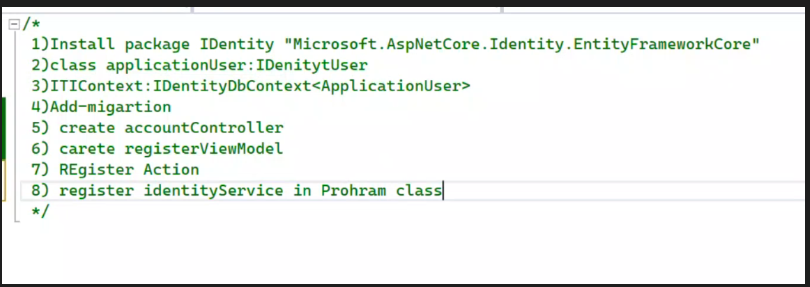 /*
1)Install package IDentity "Microsoft.AspNetCore.Identity.EntityFrameworkCore"
2)class applicationUser:IDenitytUser
3)ITIContext:IDentityDbContext<ApplicationUser>
4)Add-migartion
5) create accountController
6) carete registerViewModel
7) REgister Action
8) register identityService in Prohram class
*/